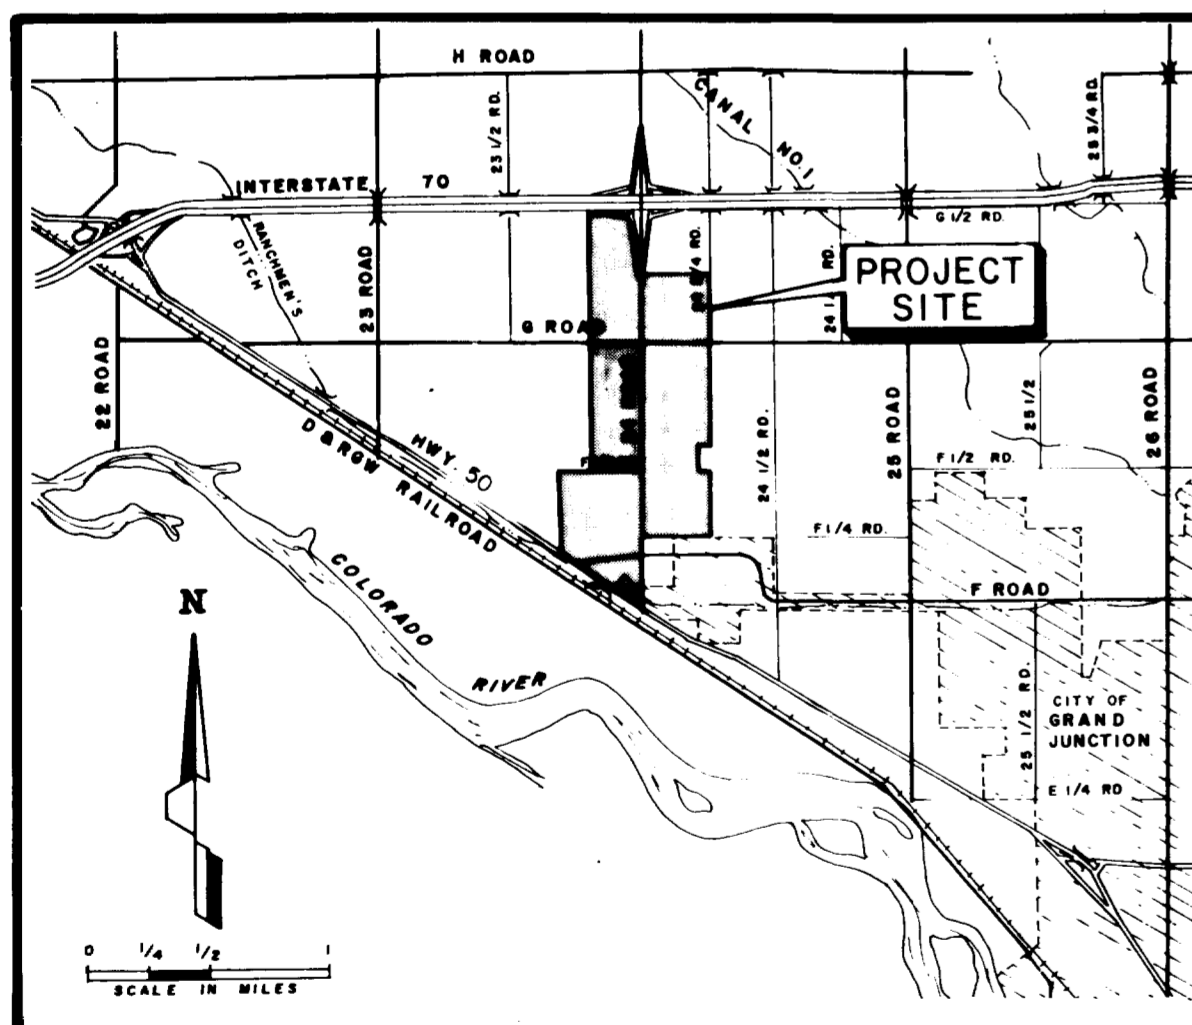 H ROAD
CANAL NO. 1
23 1/2 RD.
25 3/4 RD.
INTERSTATE 70
G 1/2 RD.
RANCHMEN'S
DITCH
23 ROAD
RD.
PROJECT
SITE
G ROAD
22 ROAD
25 ROAD
25 1/2
26 ROAD
HWY. 50
D & RGW RAILROAD
24 1/2 RD.
F 1/2 RD.
F 1/4 RD.
COLORADO RIVER
F ROAD
N
CITY OF
GRAND
JUNCTION
25 1/2 RD.
E 1/4 RD
0 1/4 1/2 1
SCALE IN MILES